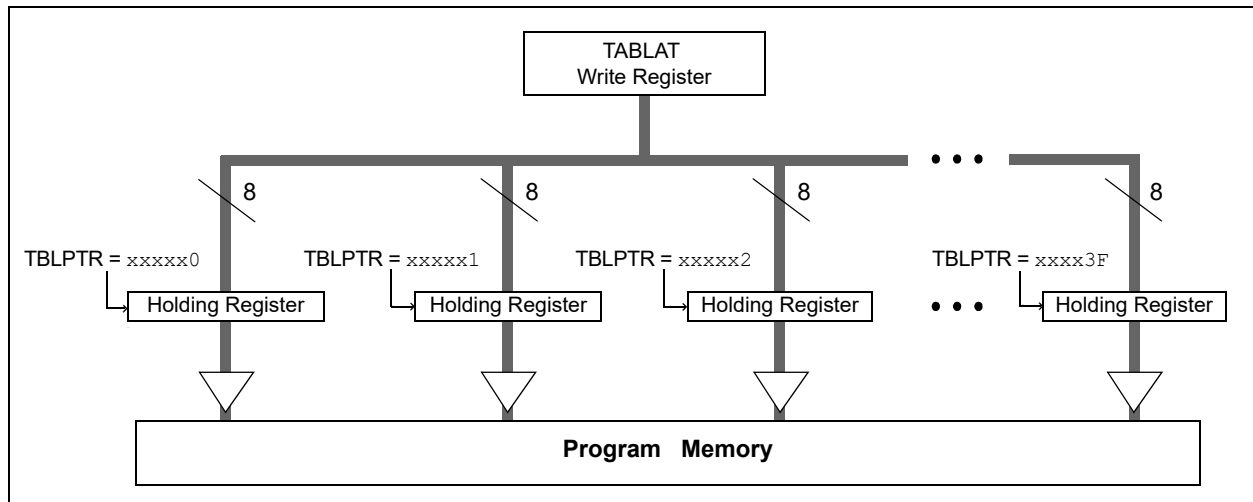 TABLAT
Write Register
8 8 8 8
TBLPTR = xxxxx0 TBLPTR = xxxxx1 TBLPTR = xxxxx2 TBLPTR = xxxx3F
Holding Register Holding Register Holding Register Holding Register
Program Memory